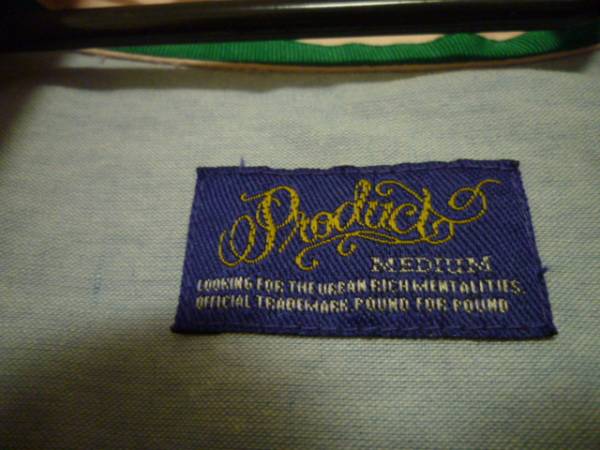 Product
MEDIUM
LOOKING FOR THE URBAN RICH MENTALITIES.
OFFICIAL TRADEMARK. POUND FOR POUND